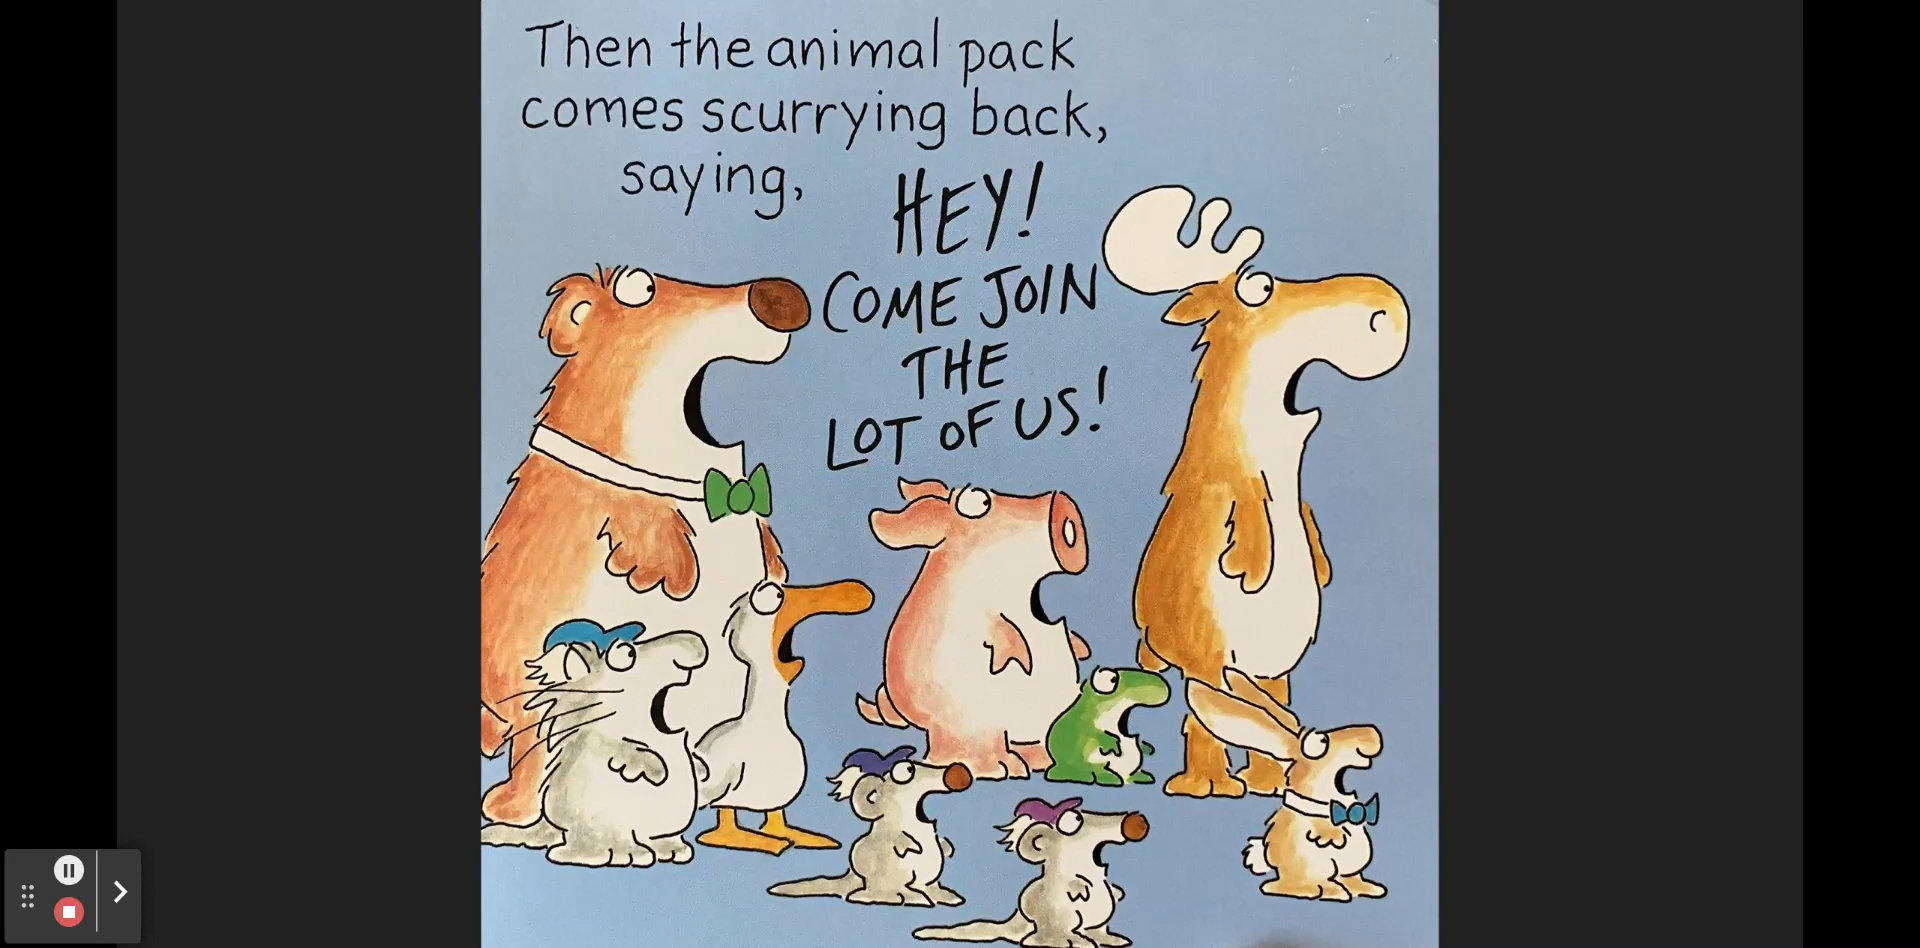 Then the animal pack
comes scurrying back,
saying,
HEY!
COME JOIN
THE
LOT OF US!